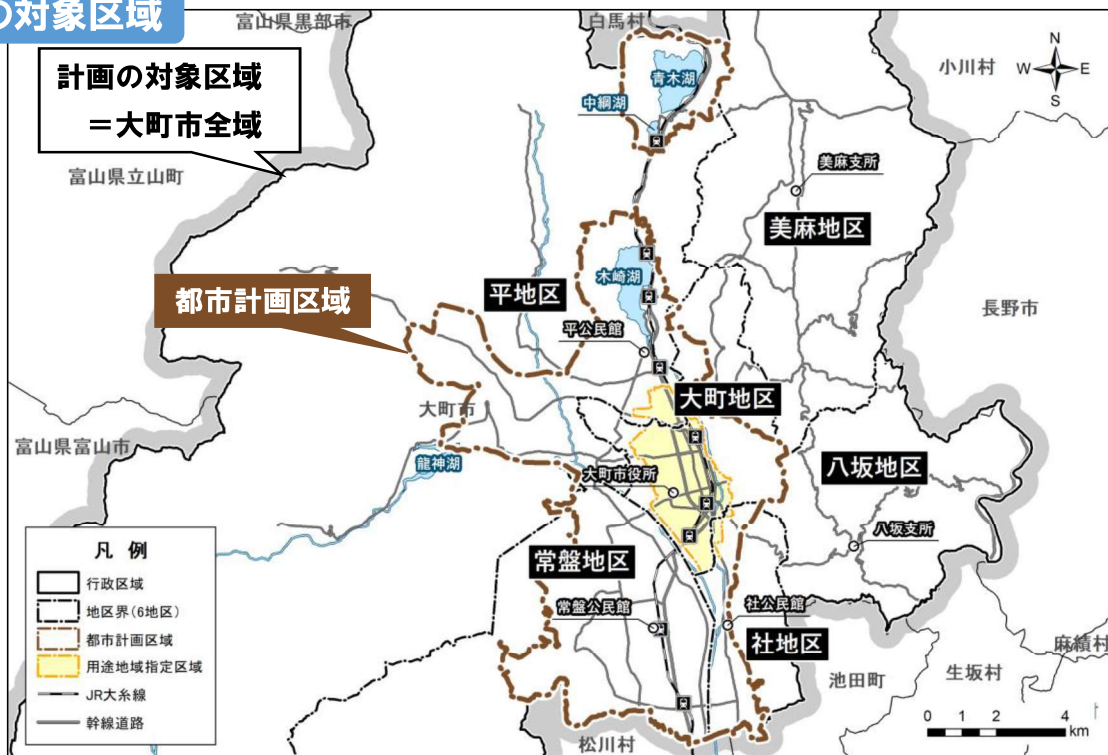 の対象区域
富山県黒部市
白馬村
計画の対象区域
＝大町市全域
N
W
E
S
小川村
青木湖
中綱湖
富山県立山町
美麻支所
美麻地区
木崎湖
平地区
都市計画区域
長野市
平公民館
大町地区
大町市
富山県富山市
龍神湖
大町市役所
八坂地区
八坂支所
常盤地区
常盤公民館
社公民館
社地区
麻績村
生坂村
池田町
松川村
凡 例
行政区域
地区界(6地区)
都市計画区域
用途地域指定区域
JR大糸線
幹線道路
0 1 2 4
km